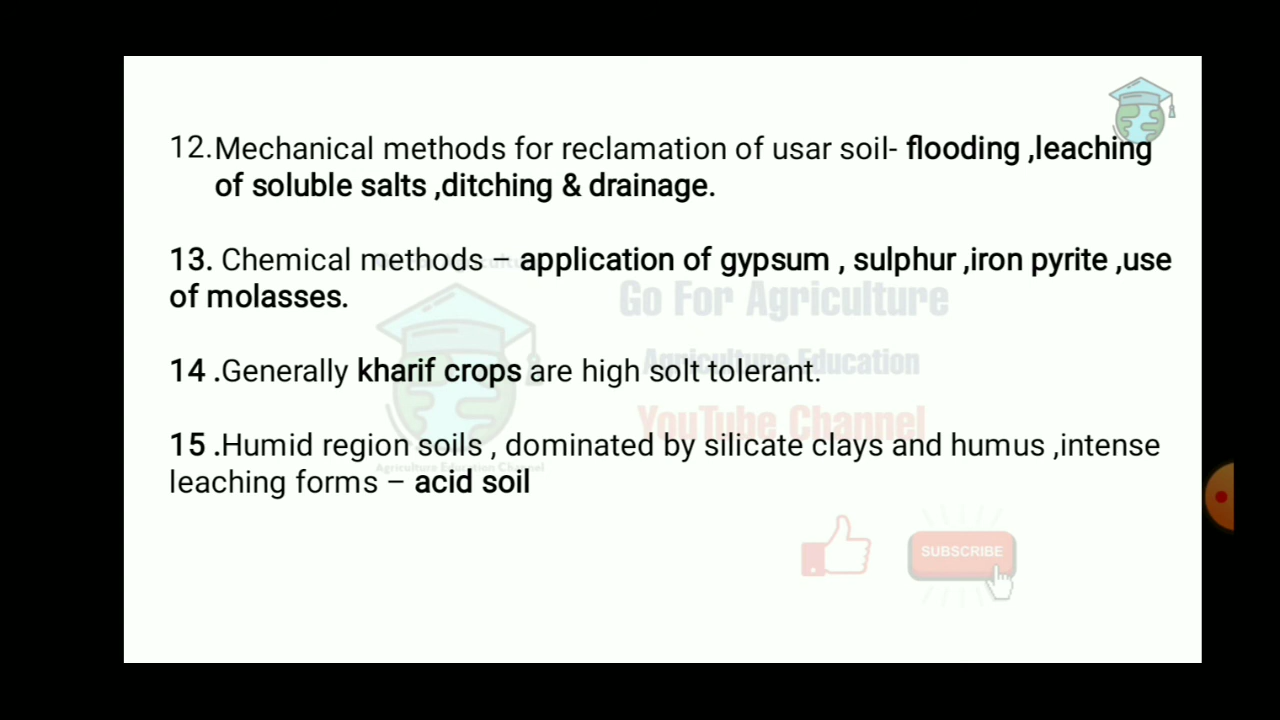 12.Mechanical methods for reclamation of usar soil- flooding ,leaching
of soluble salts ,ditching & drainage.
13. Chemical methods – application of gypsum , sulphur ,iron pyrite ,use
of molasses.
Go For Agriculture
Agriculture Education
14 .Generally kharif crops are high solt tolerant.
YouTube Channel
15 .Humid region soils , dominated by silicate clays and humus ,intense
Agriculture Education Channel
leaching forms – acid soil
SUBSCRIBE